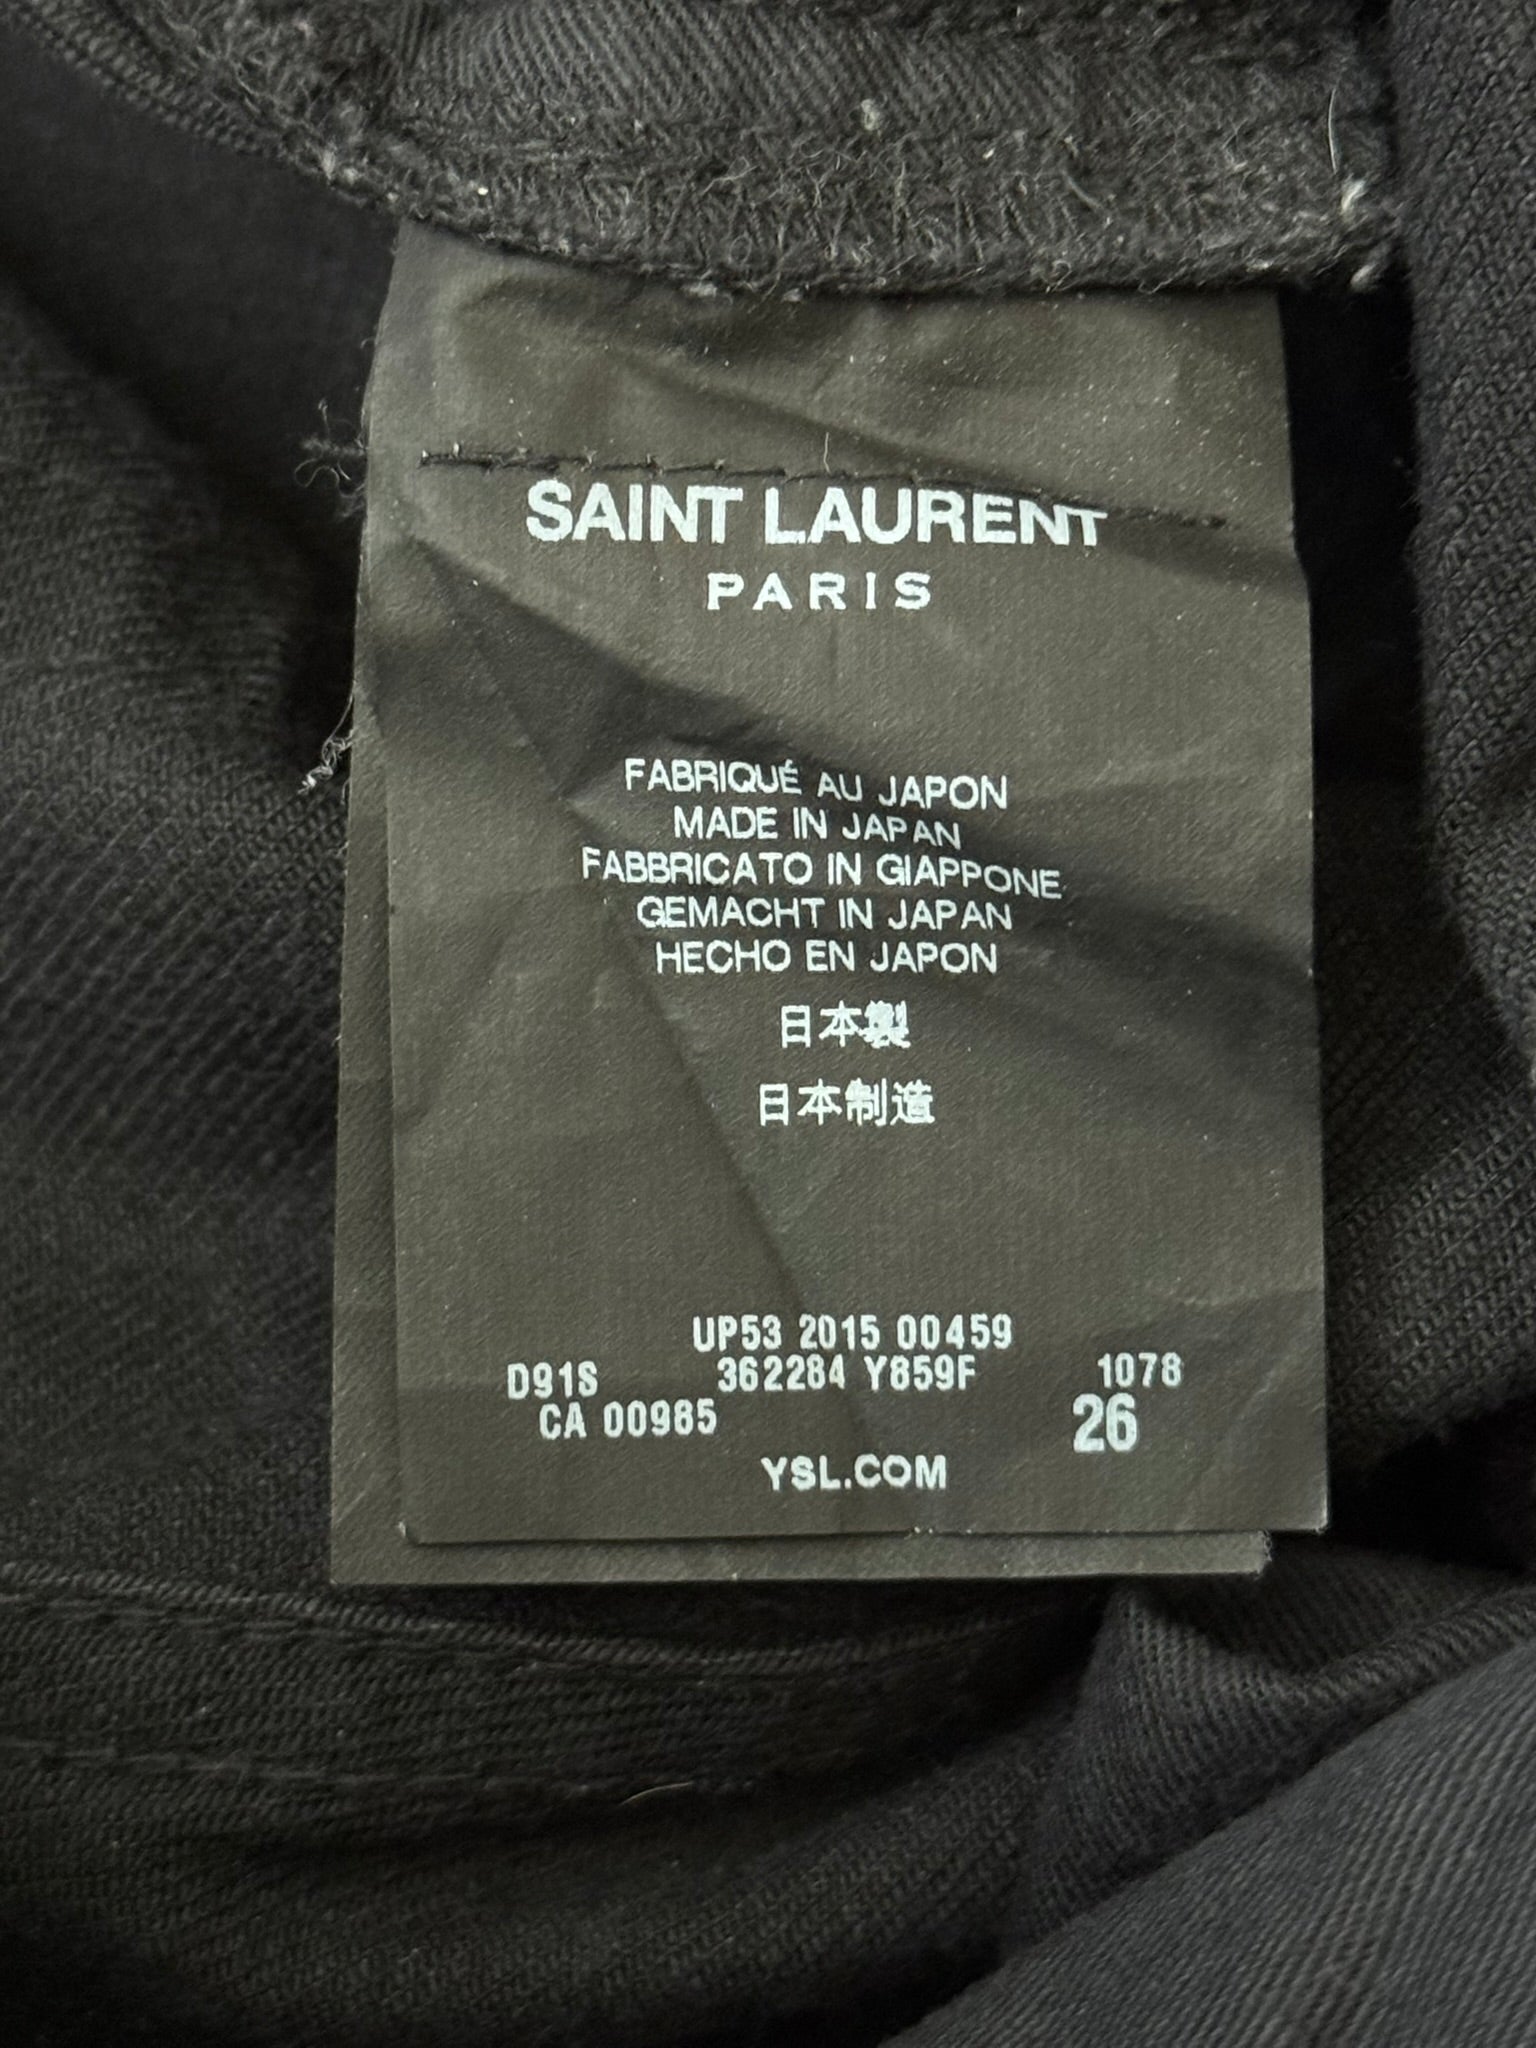 SAINT LAURENT
PARIS
FABRIQUÉ AU JAPON
MADE IN JAPAN
FABBRICATO IN GIAPPONE
GEMACHT IN JAPAN
HECHO EN JAPON
日本製
日本制造
UP53 2015 00459
D91S 362284 Y859F 1078
CA 00985 26
YSL.COM